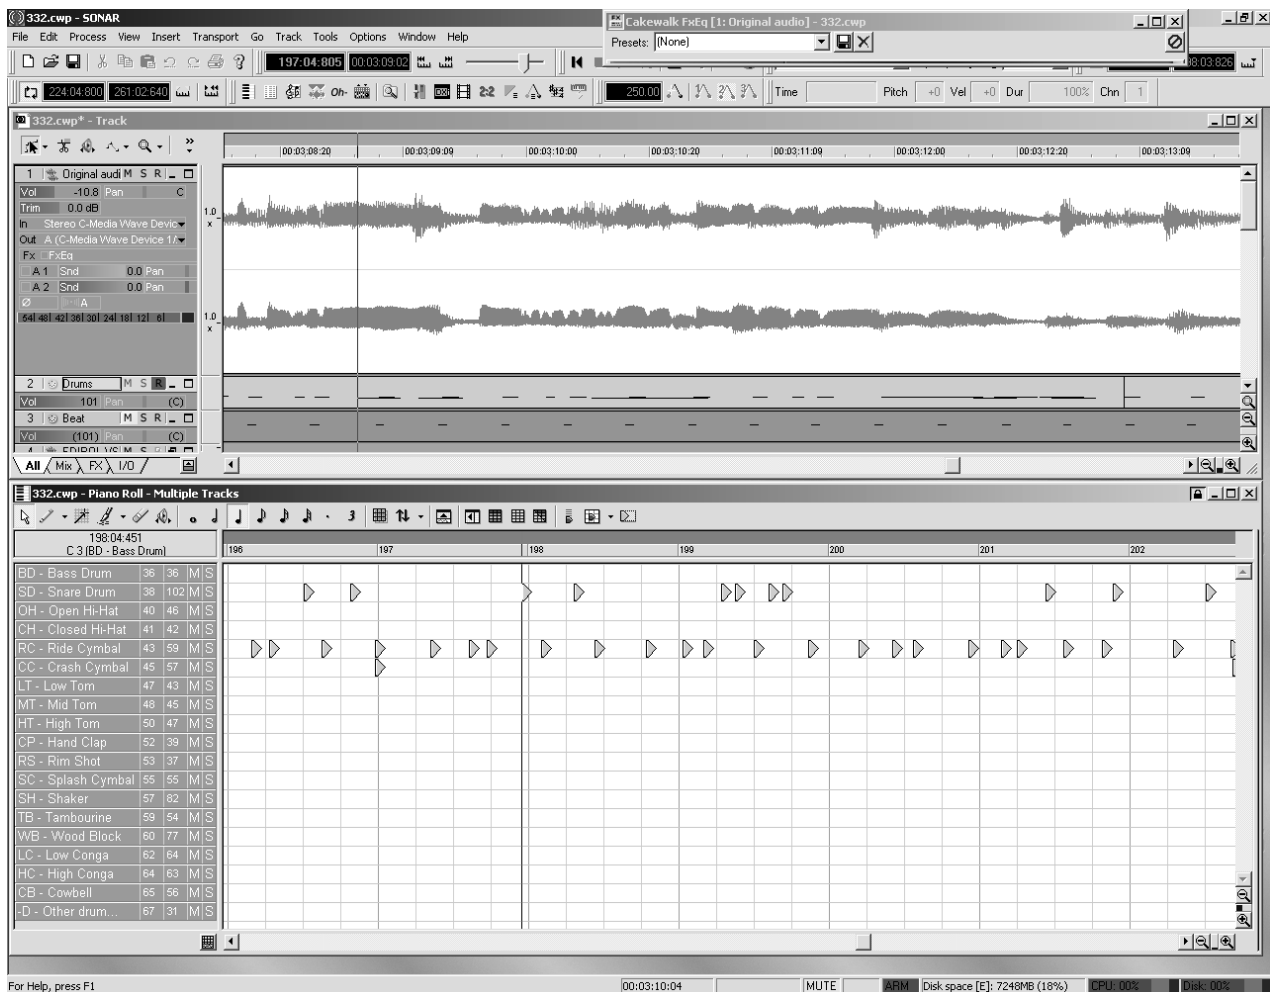 332.cwp - SONAR
Cakewalk FxEq [1: Original audio] - 332.cwp
File Edit Process View Insert Transport Go Track Tools Options Window Help
Presets: (None)
197:04:805 00:03:09:02
224:04:800 261:02:640 Oh- 2:2 250.00 Time Pitch +0 Vel +0 Dur 100% Chn 1
332.cwp* - Track
00:03:08:20 00:03:09:09 00:03:10:00 00:03:10:20 00:03:11:09 00:03:12:00 00:03:12:20 00:03:13:09
1 Original audi M S R
Vol -10.8 Pan C
Trim 0.0 dB
In Stereo C-Media Wave Devic
Out A (C-Media Wave Device 1/
Fx FxEq
A 1 Snd 0.0 Pan
A 2 Snd 0.0 Pan
A
64 48 42 36 30 24 18 12 6
1.0
x
1.0
x
2 Drums M S R
Vol 101 Pan (C)
3 Beat M S R
Vol (101) Pan (C)
All Mix FX I/O
332.cwp - Piano Roll - Multiple Tracks
3
198:04:451
C 3 (BD - Bass Drum)
196 197 198 199 200 201 202
BD - Bass Drum 36 36 M S
SD - Snare Drum 38 102 M S
OH - Open Hi-Hat 40 46 M S
CH - Closed Hi-Hat 41 42 M S
RC - Ride Cymbal 43 59 M S
CC - Crash Cymbal 45 57 M S
LT - Low Tom 47 43 M S
MT - Mid Tom 48 45 M S
HT - High Tom 50 47 M S
CP - Hand Clap 52 39 M S
RS - Rim Shot 53 37 M S
SC - Splash Cymbal 55 55 M S
SH - Shaker 57 82 M S
TB - Tambourine 59 54 M S
WB - Wood Block 60 77 M S
LC - Low Conga 62 64 M S
HC - High Conga 64 63 M S
CB - Cowbell 65 56 M S
-D - Other drum... 67 31 M S
For Help, press F1
00:03:10:04 MUTE ARM Disk space [E]: 7248MB (18%) CPU: 00% Disk: 00%